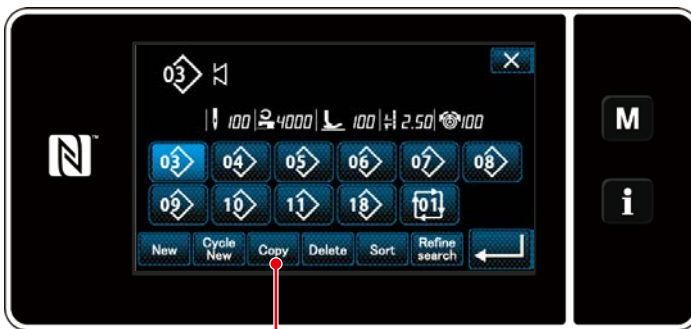 03
100 4000 100 2.50 100
M
03 04 05 06 07 08
09 10 11 18 01
i
New Cycle New Copy Delete Sort Refine search